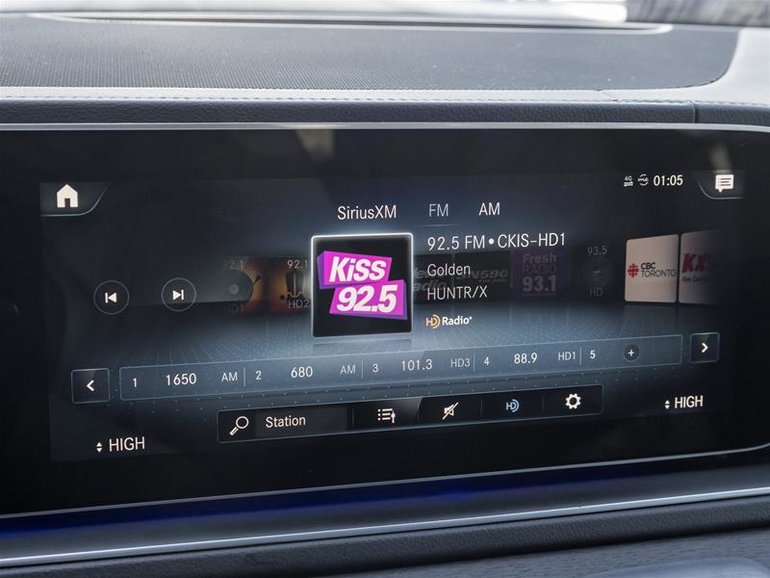 4G 01:05
SiriusXM FM AM
92.5 FM•CKIS-HD1
Golden
HUNTR/X
HD Radio
KiSS
92.5
92.1
HD2
Fresh
RADIO
93.1
93.5
HD
CBC
TORONTO
1 1650 AM 2 680 AM 3 101.3 HD3 4 88.9 HD1 5
Station
HIGH
HIGH